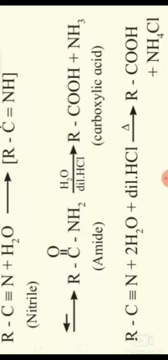 R - C ≡ N + H₂O ⟶ [R - C = NH]
(Nitrile)
⟶ R - C - NH₂ ⟶ R - COOH + NH₃
O
H₂O
dil.HCl
(Amide) (carboxylic acid)
R - C ≡ N + 2H₂O + dil.HCl ⟶ R - COOH
Δ
+ NH₄Cl